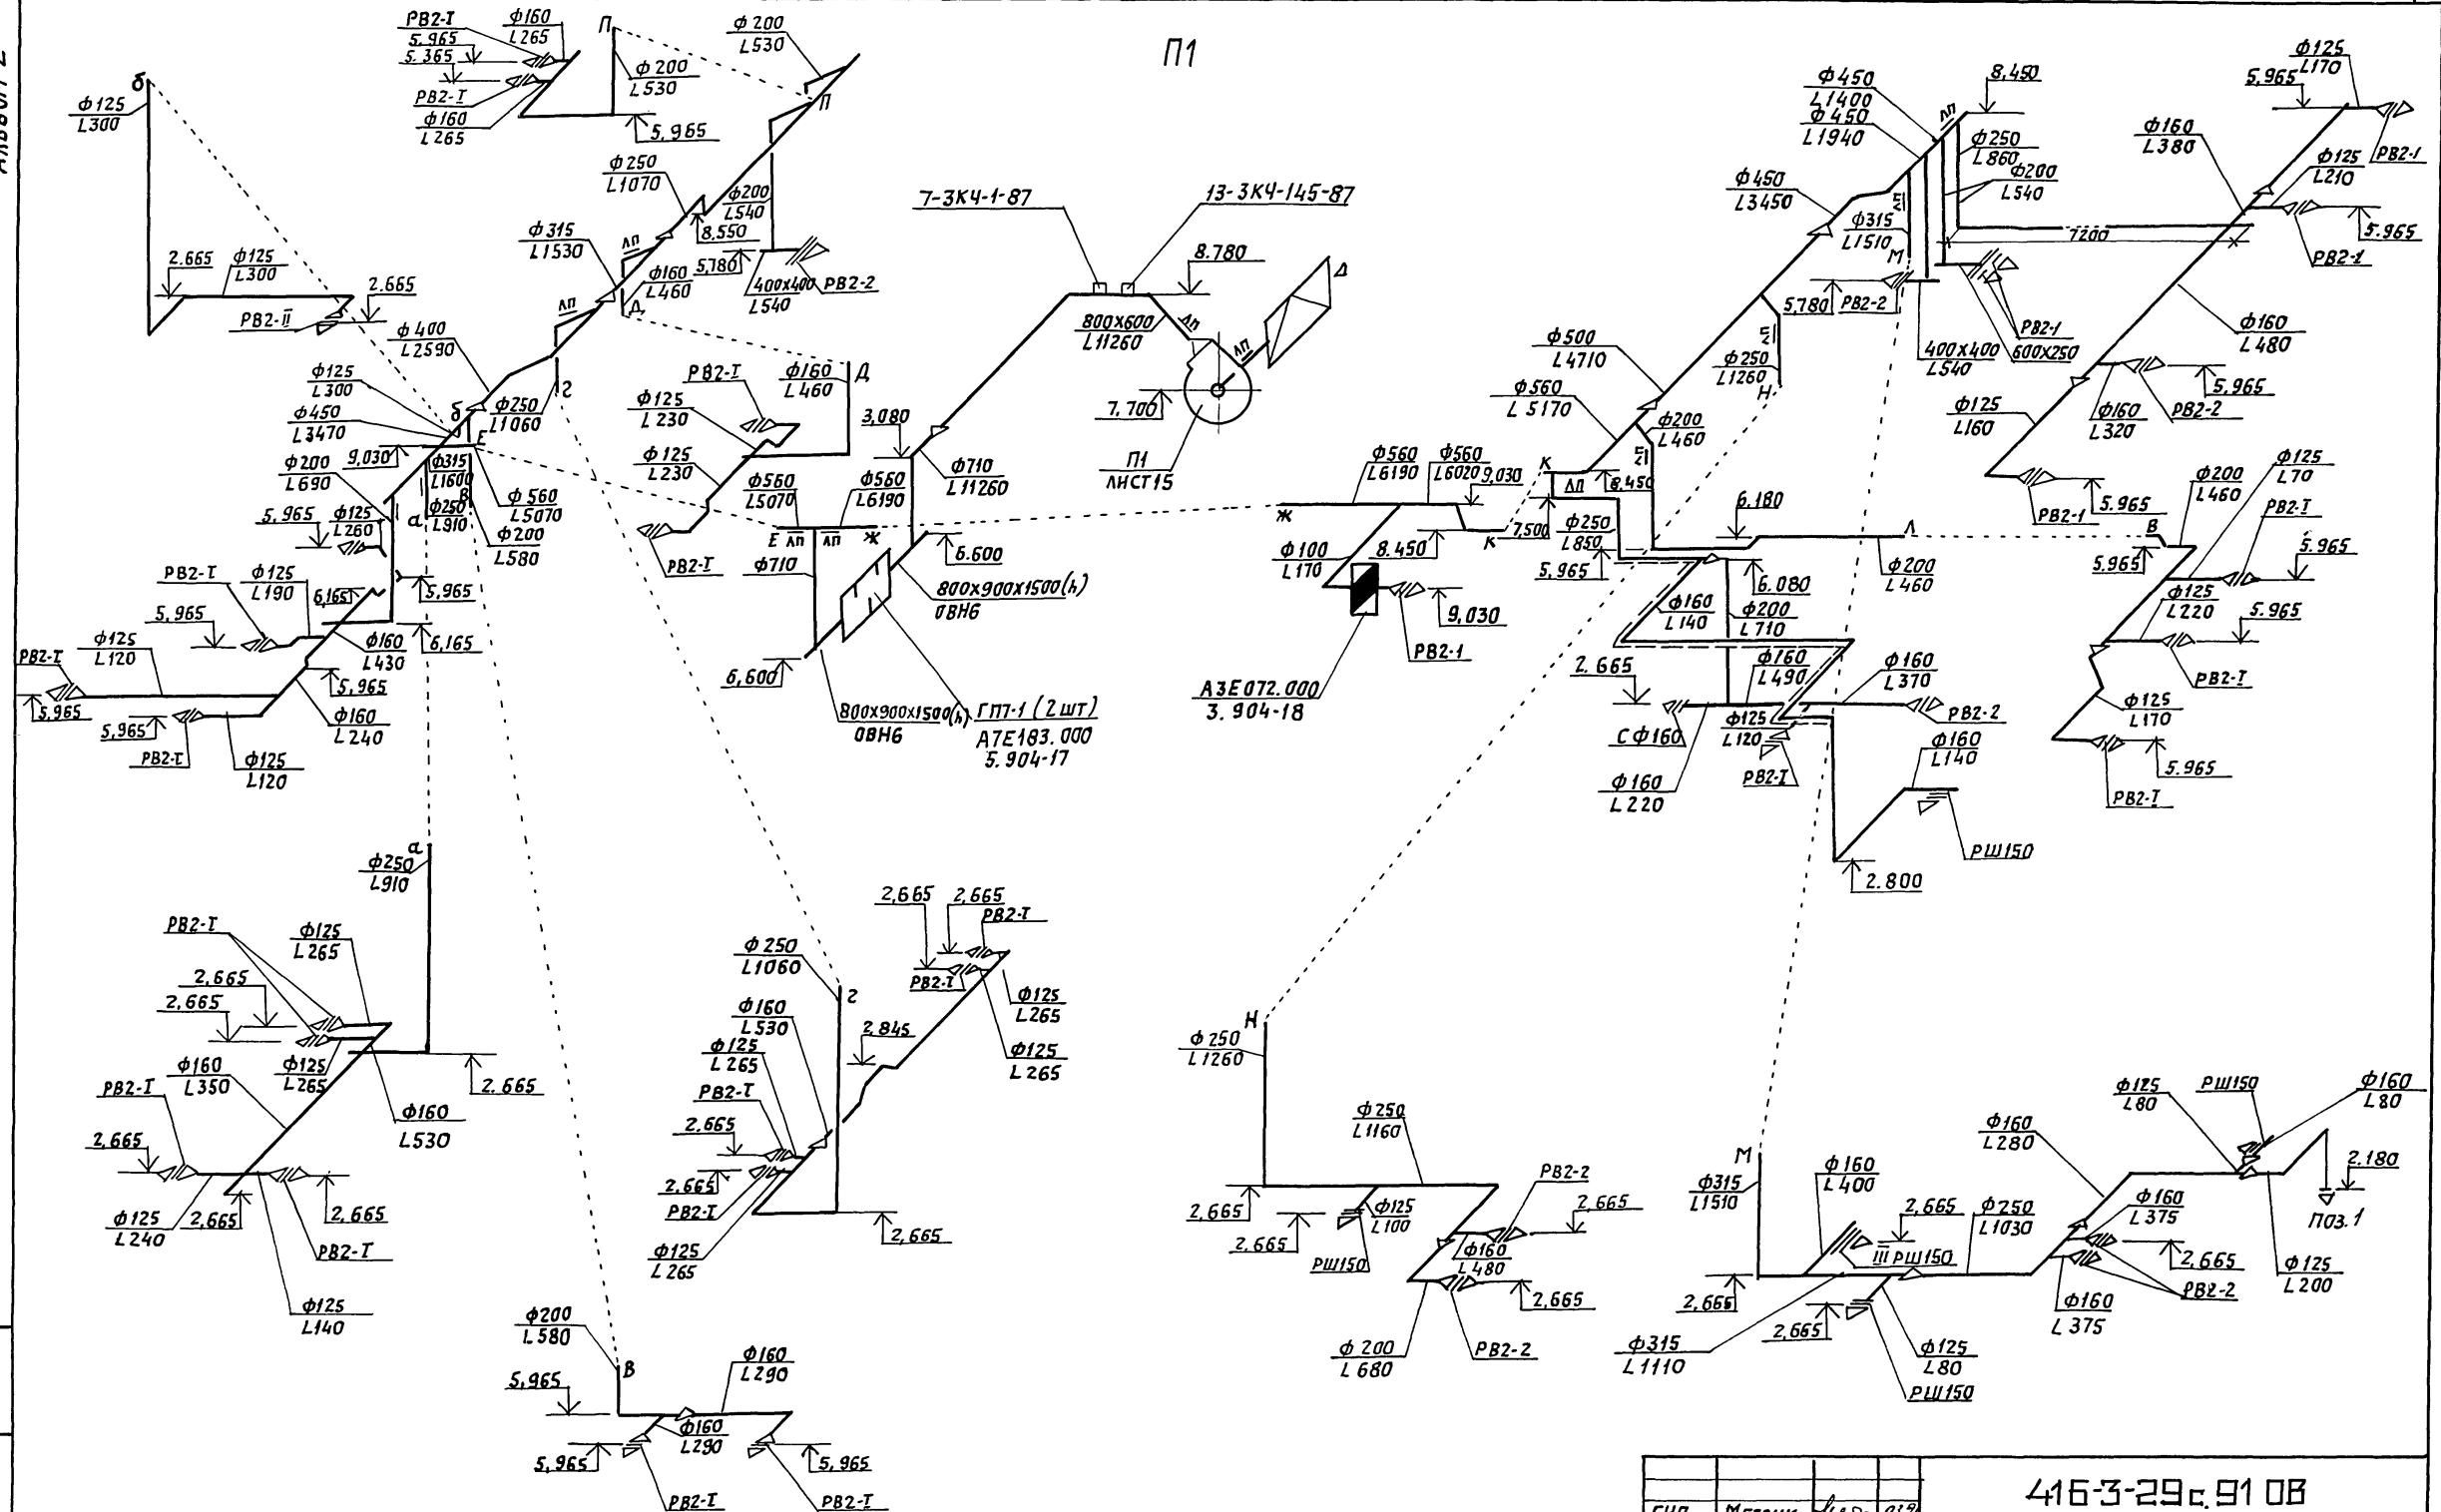 П1
РВ2-I
5.965
5.365
РВ2-I
ф160
L265
ф160
L265
П
ф200
L530
5,965
ф200
L530
П
б
ф125
L300
2.665
ф125
L300
2.665
РВ2-II
ф250
L1070
ф200
L540
8.550
5,780
400х400
L540
РВ2-2
ф315
L1530
ЛП
ф160
L460
Д
ЛП
ф400
L2590
ф125
L300
ф450
L3470
б
ф250
L1060
г
Е
9,030
ф200
L690
ф315
L1600
В
ф560
L5070
ф250
L910
а
ф200
L580
5,965
ф125
L260
РВ2-I
ф125
L190
6,165
5,965
5,965
ф160
L430
6,165
РВ2-I
ф125
L120
5,965
5,965
РВ2-I
5,965
ф160
L240
ф125
L120
РВ2-I
ф160
L460
Д
ф125
L230
ф125
L230
РВ2-I
7-3КЧ-1-87
13-3КЧ-145-87
8.780
800х600
L11260
ЛП
ЛП
Д
3,080
7,700
П1
ЛИСТ15
ф710
L11260
ф560
L5070
ф560
L6190
Е
ЛП
ЛП
Ж
ф710
6.600
800х900х1500(h)
ОВН6
6,600
800х900х1500(h)
ОВН6
ГПТ-1 (2шт)
А7Е183.000
5.904-17
ф560
L6190
ф560
L6020
9,030
Ж
ф100
L170
8.450
К
9,030
РВ2-1
А3Е072.000
3.904-18
ф450
L1400
ф450
L1940
ЛП
8,450
ф250
L860
ф200
L540
ф450
L3450
ЛП
ф315
L1510
М
7200
5,780
РВ2-2
РВ2-1
400х400
L540
600х250
ф500
L4710
ЛП
ф250
L1260
Н
ф560
L5170
ф200
L460
ЛП
К
ЛП
8.450
7,500
ф250
L850
5,965
6.180
Л
ф200
L460
6.080
ф160
L140
ф200
L710
2.665
ф160
L490
ф160
L370
РВ2-2
Сф160
ф125
L120
РВ2-I
ф160
L220
ф160
L140
РШ150
2.800
ф125
L170
5,965
РВ2-1
ф160
L380
ф125
L210
5.965
РВ2-1
ф160
L480
5,965
ф160
L320
РВ2-2
ф125
L160
5.965
РВ2-1
ф200
L460
ф125
L70
РВ2-I
В
5.965
5.965
ф125
L220
5.965
РВ2-I
ф125
L170
5.965
РВ2-I
ф250
L910
а
РВ2-I
ф125
L265
2,665
2,665
ф125
L265
2.665
ф160
L350
РВ2-I
ф160
L530
2,665
ф125
L240
2,665
2,665
РВ2-I
ф125
L140
2,665
2,665
РВ2-I
РВ2-I
ф125
L265
ф125
L265
ф250
L1060
г
2.845
ф160
L530
ф125
L265
РВ2-I
2,665
2,665
РВ2-I
ф125
L265
2,665
ф200
L580
В
ф160
L290
5,965
ф160
L290
5,965
5,965
РВ2-I
РВ2-I
Н
ф250
L1260
ф250
L1160
2,665
ф125
L100
2,665
РШ150
РВ2-2
2,665
ф160
L480
2,665
ф200
L680
РВ2-2
М
ф315
L1510
ф160
L400
2,665
III РШ150
ф250
L1030
2,665
2,665
ф315
L1110
ф125
L80
РШ150
ф160
L280
ф125
L80
РШ150
ф160
L80
2.180
ПОЗ.1
ф160
L375
2,665
РВ2-2
ф125
L200
ф160
L375
416-3-29с.91 ОВ